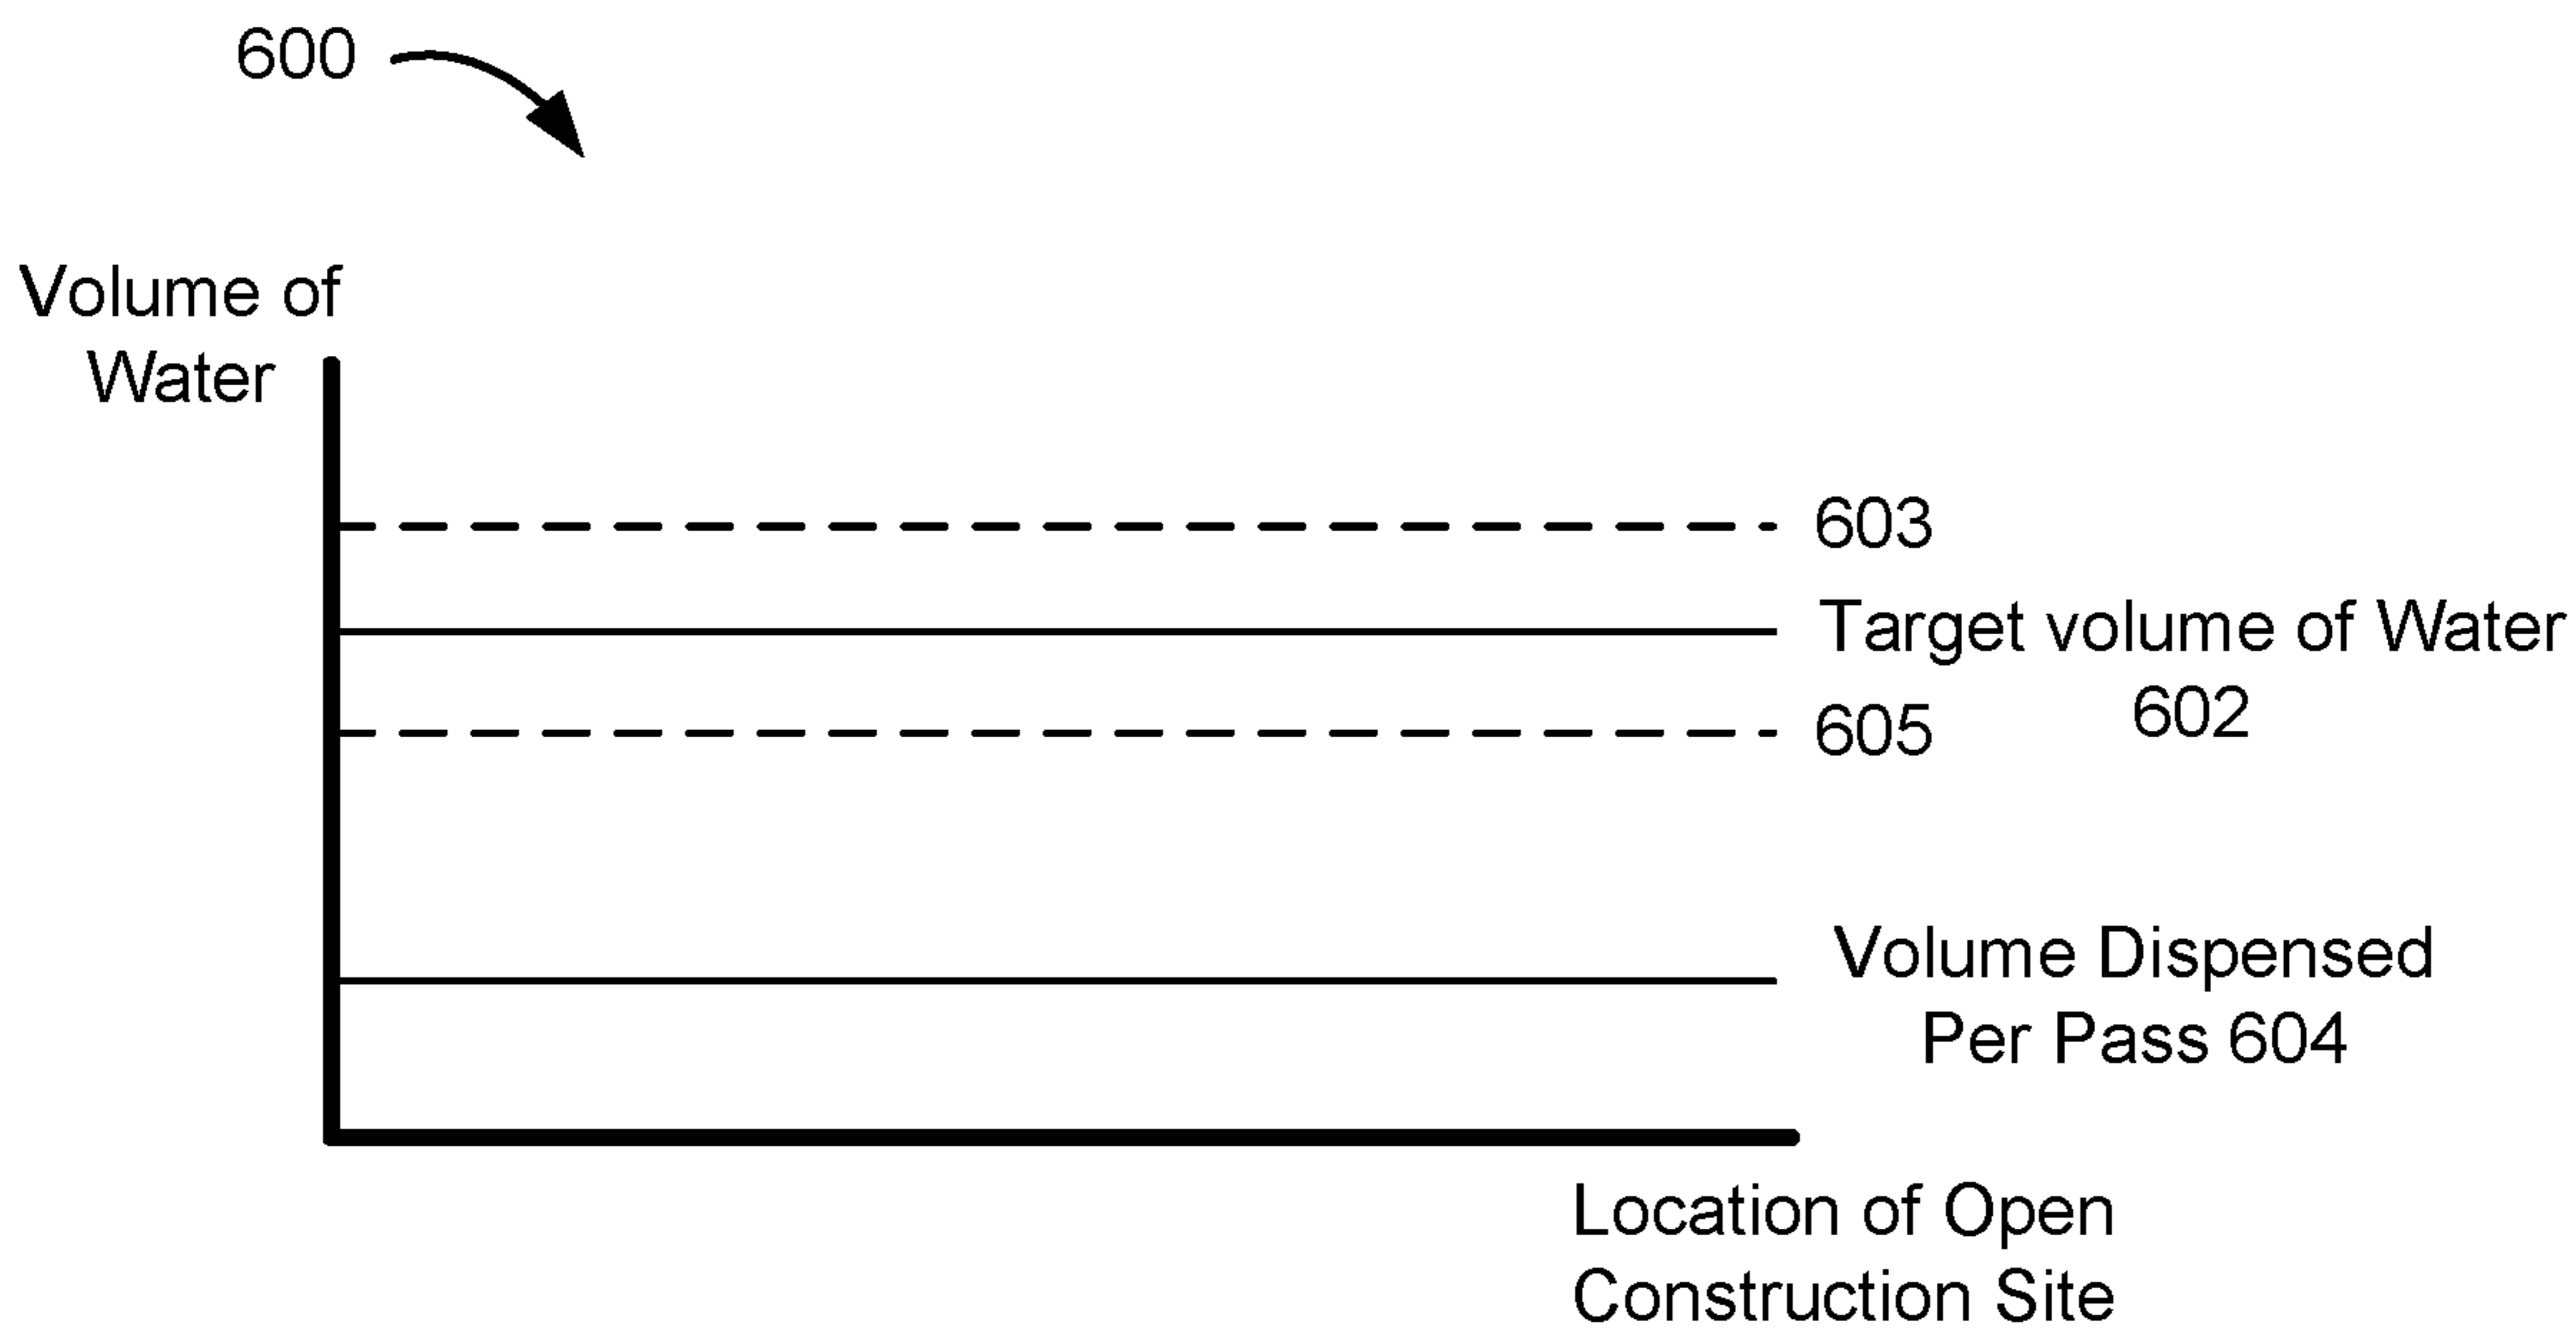 600
Volume of
Water
603
Target volume of Water
602
605
Volume Dispensed
Per Pass 604
Location of Open
Construction Site